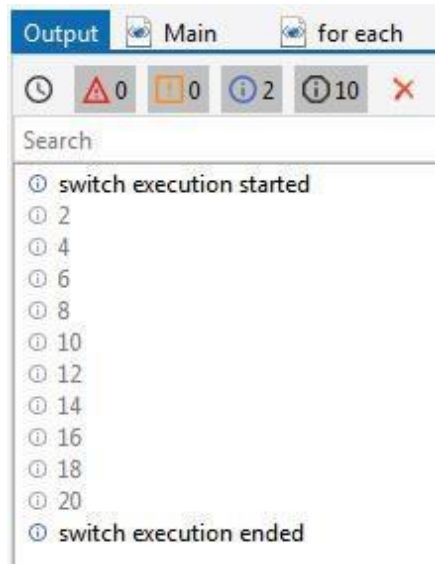 Output Main for each
0 0 2 10
Search
switch execution started
2
4
6
8
10
12
14
16
18
20
switch execution ended